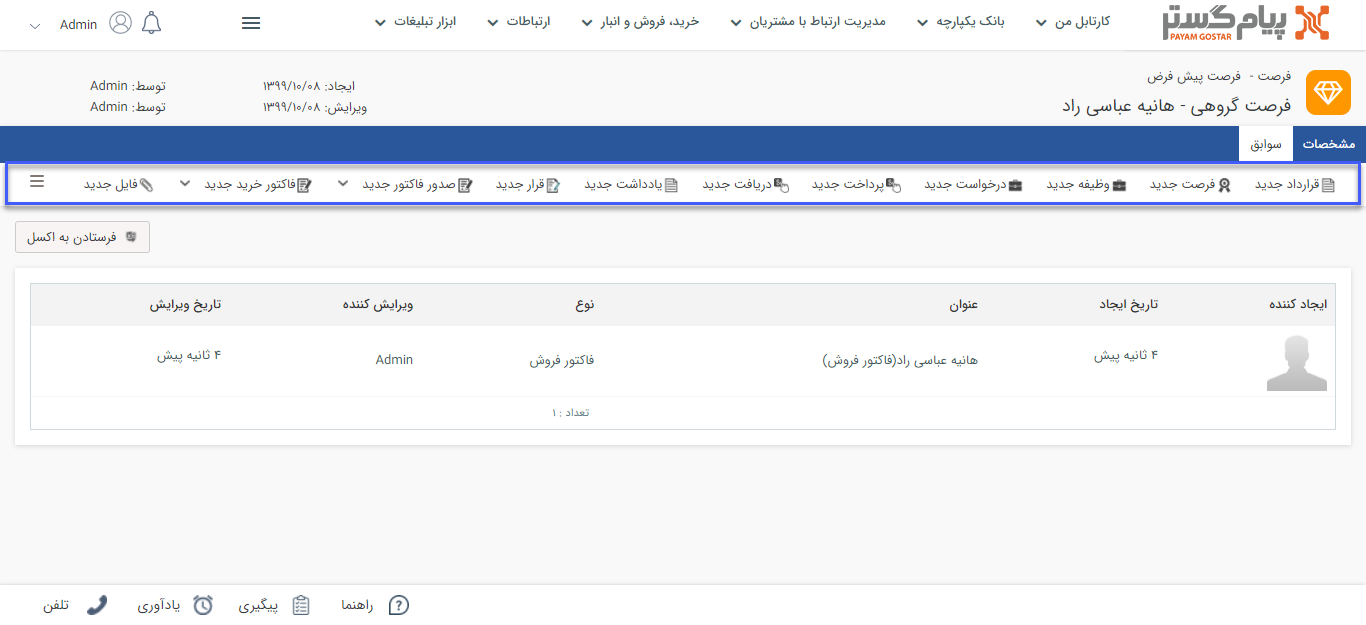 پیام گستر
PAYAM GOSTAR
کارتابل من
بانک یکپارچه
مدیریت ارتباط با مشتریان
خرید، فروش و انبار
ارتباطات
ابزار تبلیغات
Admin
فرصت - فرصت پیش فرض
فرصت گروهی - هانیه عباسی راد
ایجاد: ۱۳۹۹/۱۰/۰۸
توسط: Admin
ویرایش: ۱۳۹۹/۱۰/۰۸
توسط: Admin
مشخصات
سوابق
قرارداد جدید
فرصت جدید
وظیفه جدید
درخواست جدید
پرداخت جدید
دریافت جدید
یادداشت جدید
قرار جدید
صدور فاکتور جدید
فاکتور خرید جدید
فایل جدید
فرستادن به اکسل
ایجاد کننده
تاریخ ایجاد
عنوان
نوع
ویرایش کننده
تاریخ ویرایش
۴ ثانیه پیش
هانیه عباسی راد(فاکتور فروش)
فاکتور فروش
Admin
۴ ثانیه پیش
تعداد : ۱
راهنما
پیگیری
یادآوری
تلفن